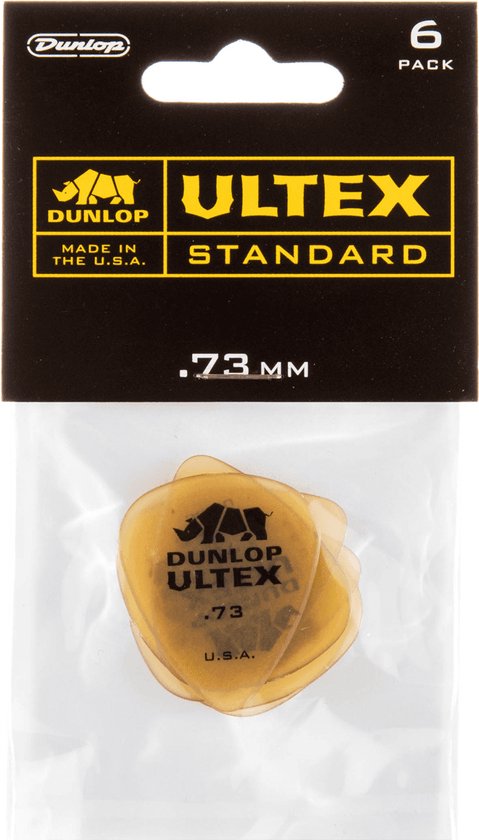 Dunlop
6
PACK
DUNLOP
MADE IN
THE U.S.A.
ULTEX
STANDARD
.73 MM
DUNLOP
ULTEX
.73
U.S.A.